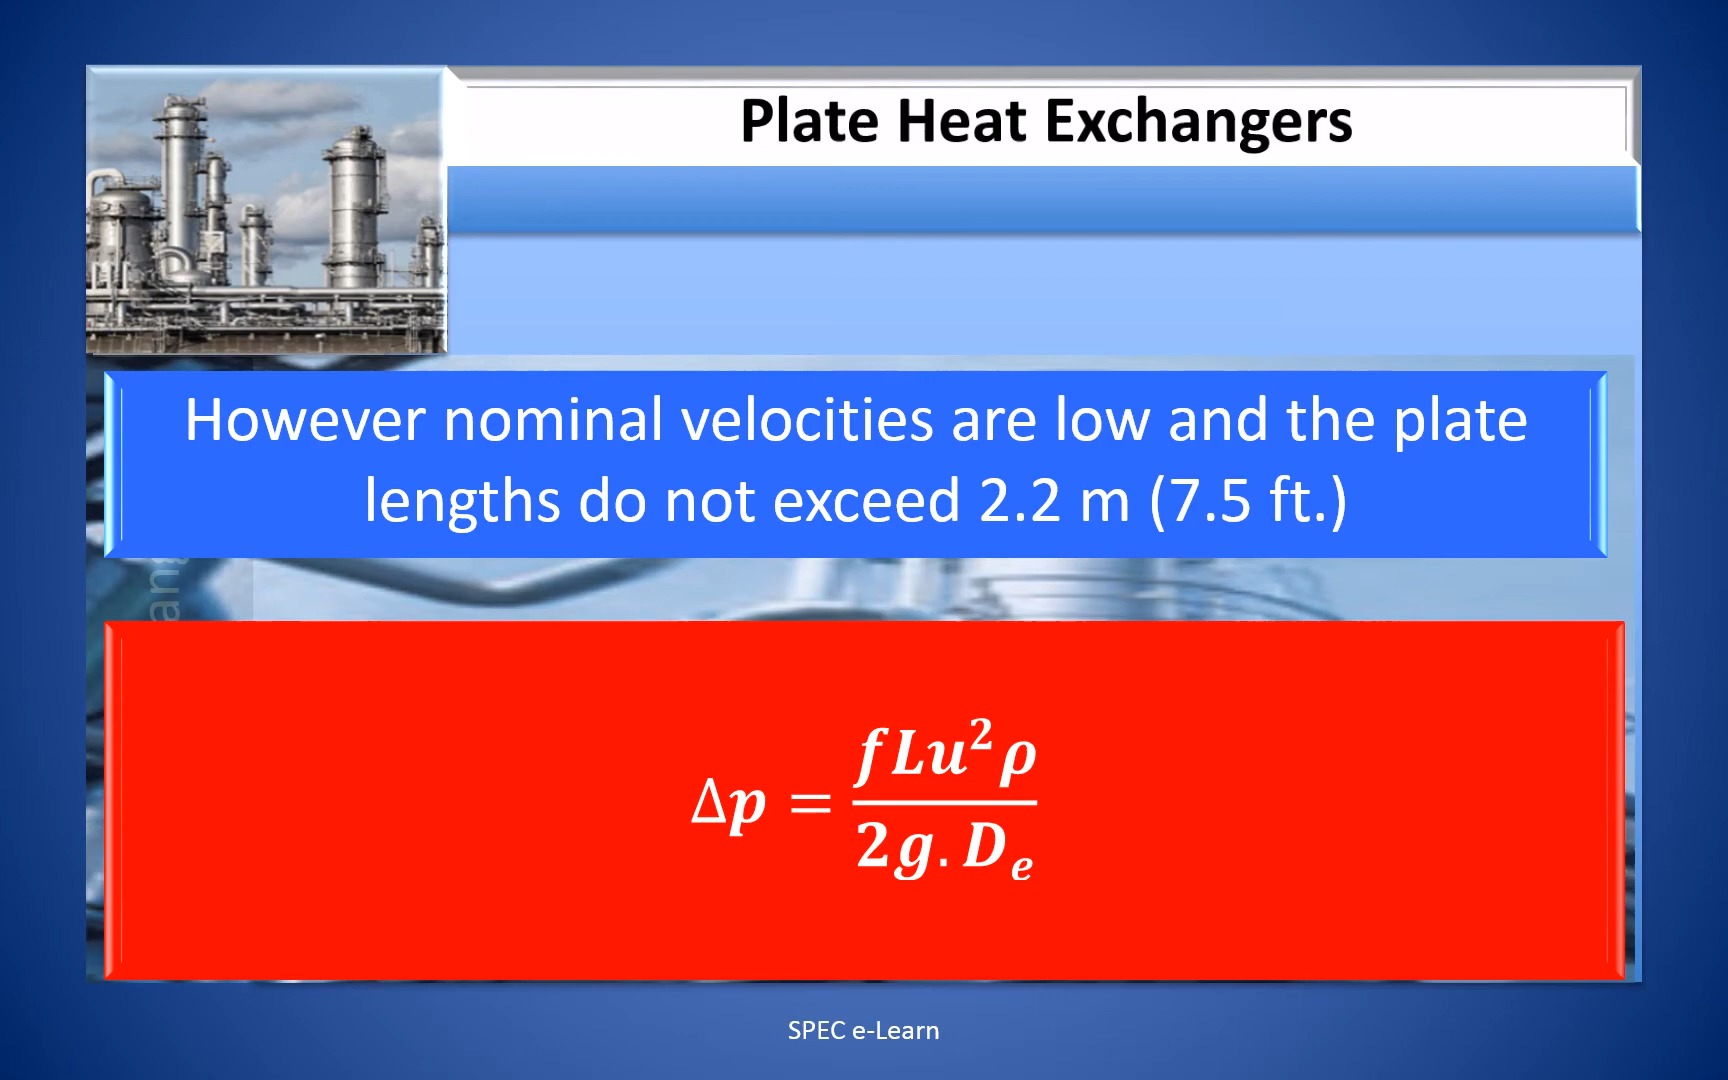 Plate Heat Exchangers
However nominal velocities are low and the plate
lengths do not exceed 2.2 m (7.5 ft.)
Δp = fLu²ρ / 2g.Dₑ
SPEC e-Learn